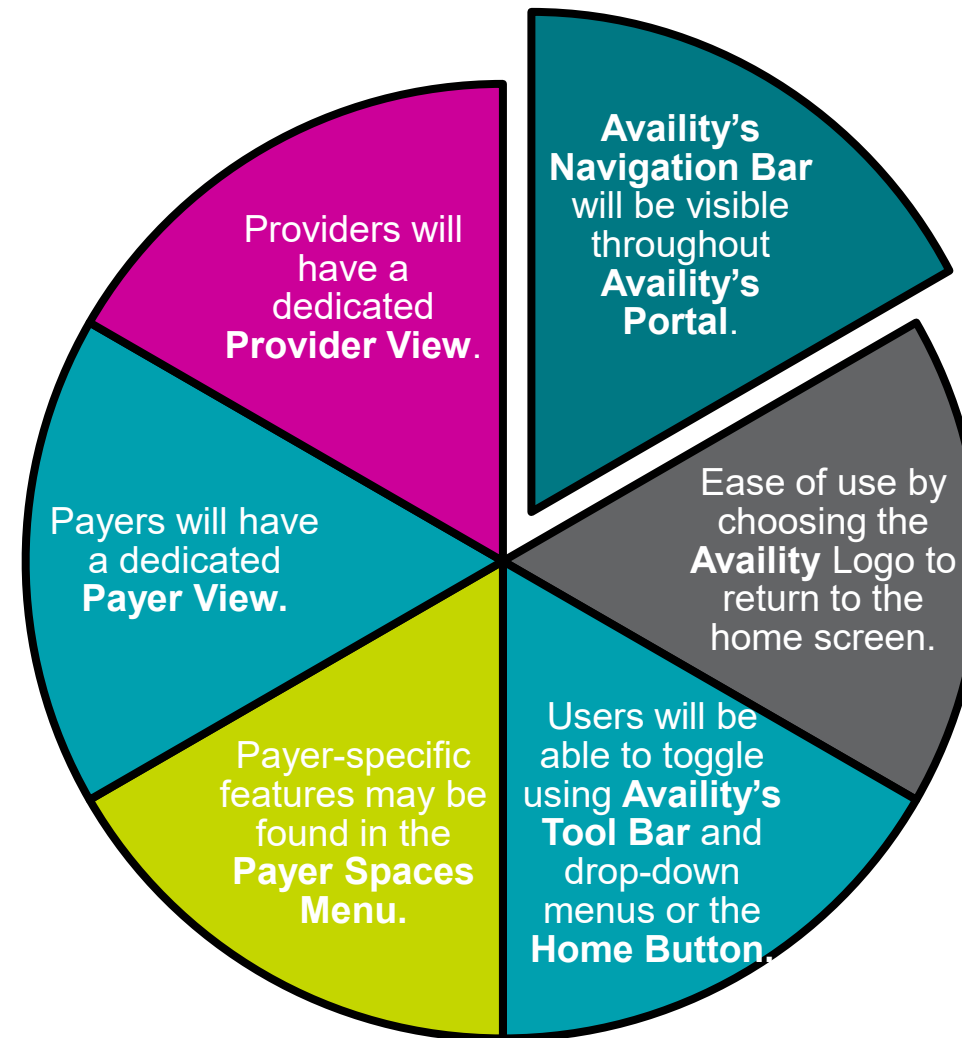 Availity’s
Navigation Bar
will be visible
throughout
Availity’s
Portal.
Ease of use by
choosing the
Availity Logo to
return to the
home screen.
Users will be
able to toggle
using Availity’s
Tool Bar and
drop-down
menus or the
Home Button.
Payer-specific
features may be
found in the
Payer Spaces
Menu.
Payers will have
a dedicated
Payer View.
Providers will
have a
dedicated
Provider View.